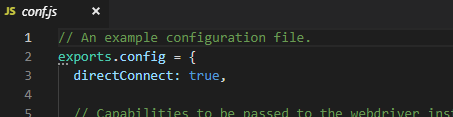 JS conf.js ×
1 // An example configuration file.
2 exports.config = {
3 directConnect: true,
4
5 // Capabilities to be passed to the webdriver